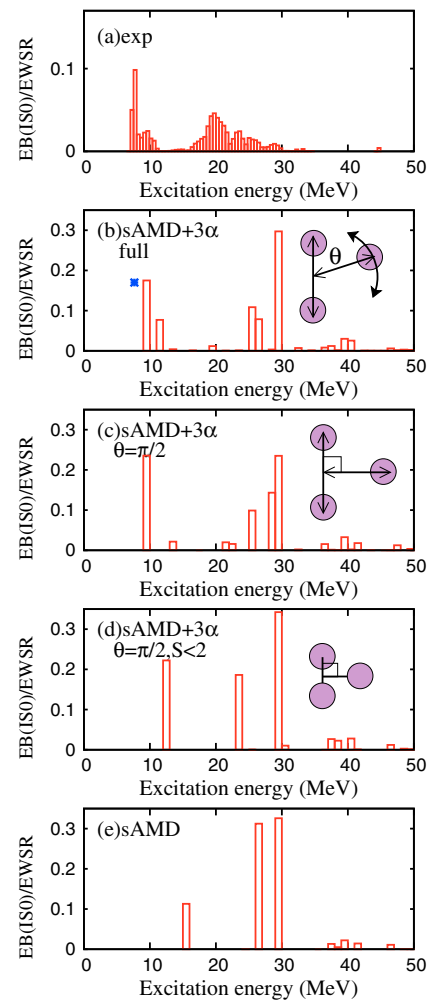 (a)exp
EB(IS0)/EWSR
0.1
0
0 10 20 30 40 50
Excitation energy (MeV)
(b)sAMD+3α
full
θ
EB(IS0)/EWSR
0.3
0.2
0.1
0
0 10 20 30 40 50
Excitation energy (MeV)
(c)sAMD+3α
θ=π/2
EB(IS0)/EWSR
0.3
0.2
0.1
0
0 10 20 30 40 50
Excitation energy (MeV)
(d)sAMD+3α
θ=π/2,S<2
EB(IS0)/EWSR
0.3
0.2
0.1
0
0 10 20 30 40 50
Excitation energy (MeV)
(e)sAMD
EB(IS0)/EWSR
0.3
0.2
0.1
0
0 10 20 30 40 50
Excitation energy (MeV)